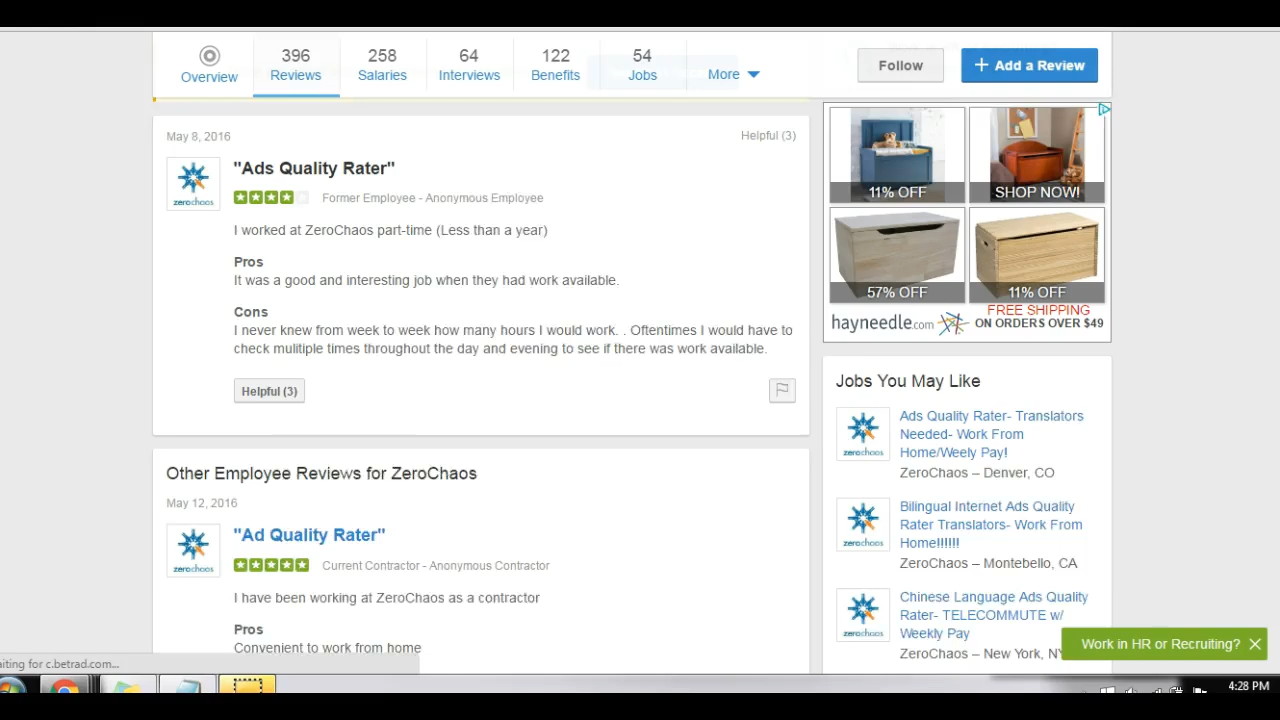 396
258
64
122
54
Overview
Reviews
Salaries
Interviews
Benefits
Jobs
More
Follow
+ Add a Review
May 8, 2016
Helpful (3)
zerochaos
"Ads Quality Rater"
Former Employee - Anonymous Employee
I worked at ZeroChaos part-time (Less than a year)
Pros
It was a good and interesting job when they had work available.
Cons
I never knew from week to week how many hours I would work. . Oftentimes I would have to
check mulitiple times throughout the day and evening to see if there was work available.
Helpful (3)
Other Employee Reviews for ZeroChaos
May 12, 2016
zerochaos
"Ad Quality Rater"
Current Contractor - Anonymous Contractor
I have been working at ZeroChaos as a contractor
Pros
Convenient to work from home
11% OFF
SHOP NOW!
57% OFF
11% OFF
hayneedle.com
FREE SHIPPING
ON ORDERS OVER $49
Jobs You May Like
zerochaos
Ads Quality Rater- Translators
Needed- Work From
Home/Weely Pay!
ZeroChaos – Denver, CO
zerochaos
Bilingual Internet Ads Quality
Rater Translators- Work From
Home!!!!!!
ZeroChaos – Montebello, CA
zerochaos
Chinese Language Ads Quality
Rater- TELECOMMUTE w/
Weekly Pay
ZeroChaos – New York, NY
Work in HR or Recruiting?
aiting for c.betrad.com...
4:28 PM